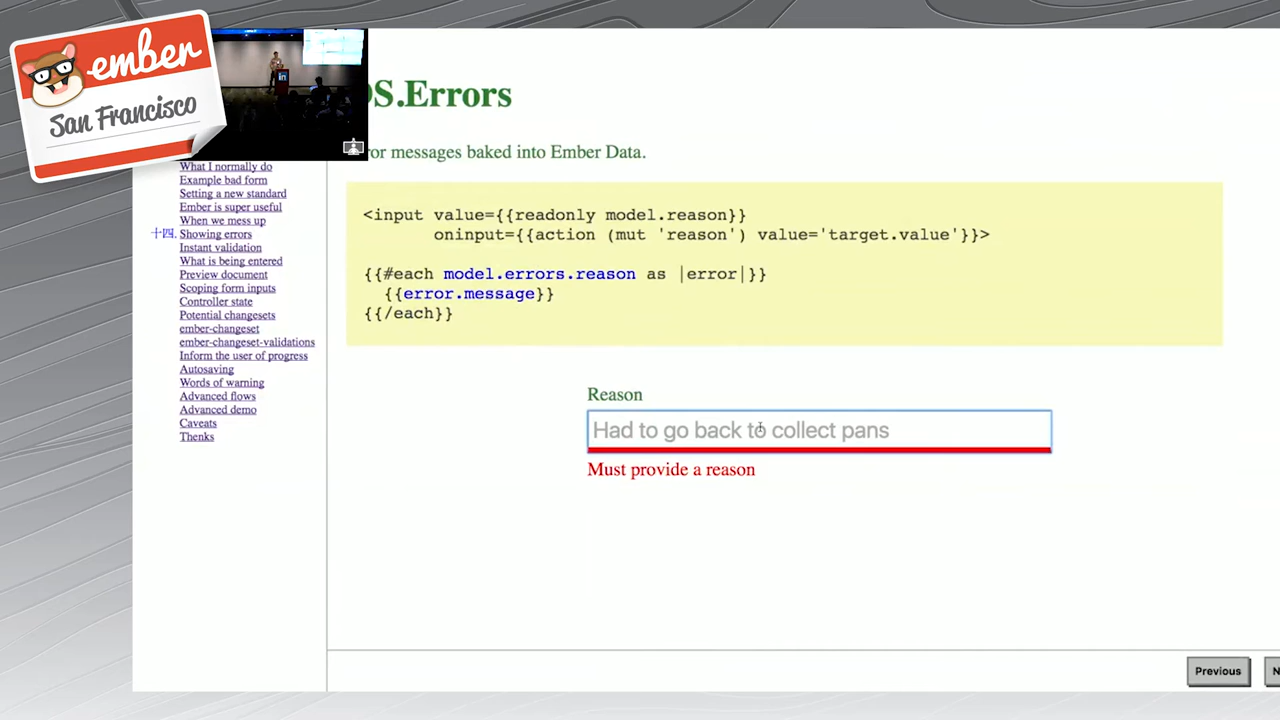 ember
San Francisco
in
S.Errors
or messages baked into Ember Data.
<input value={{readonly model.reason}}
oninput={{action (mut 'reason') value='target.value'}}>
{{#each model.errors.reason as |error|}}
{{error.message}}
{{/each}}
Reason
Had to go back to collect pans
Must provide a reason
What I normally do
Example bad form
Setting a new standard
Ember is super useful
When we mess up
十四. Showing errors
Instant validation
What is being entered
Preview document
Scoping form inputs
Controller state
Potential changesets
ember-changeset
ember-changeset-validations
Inform the user of progress
Autosaving
Words of warning
Advanced flows
Advanced demo
Caveats
Thenks
Previous
N